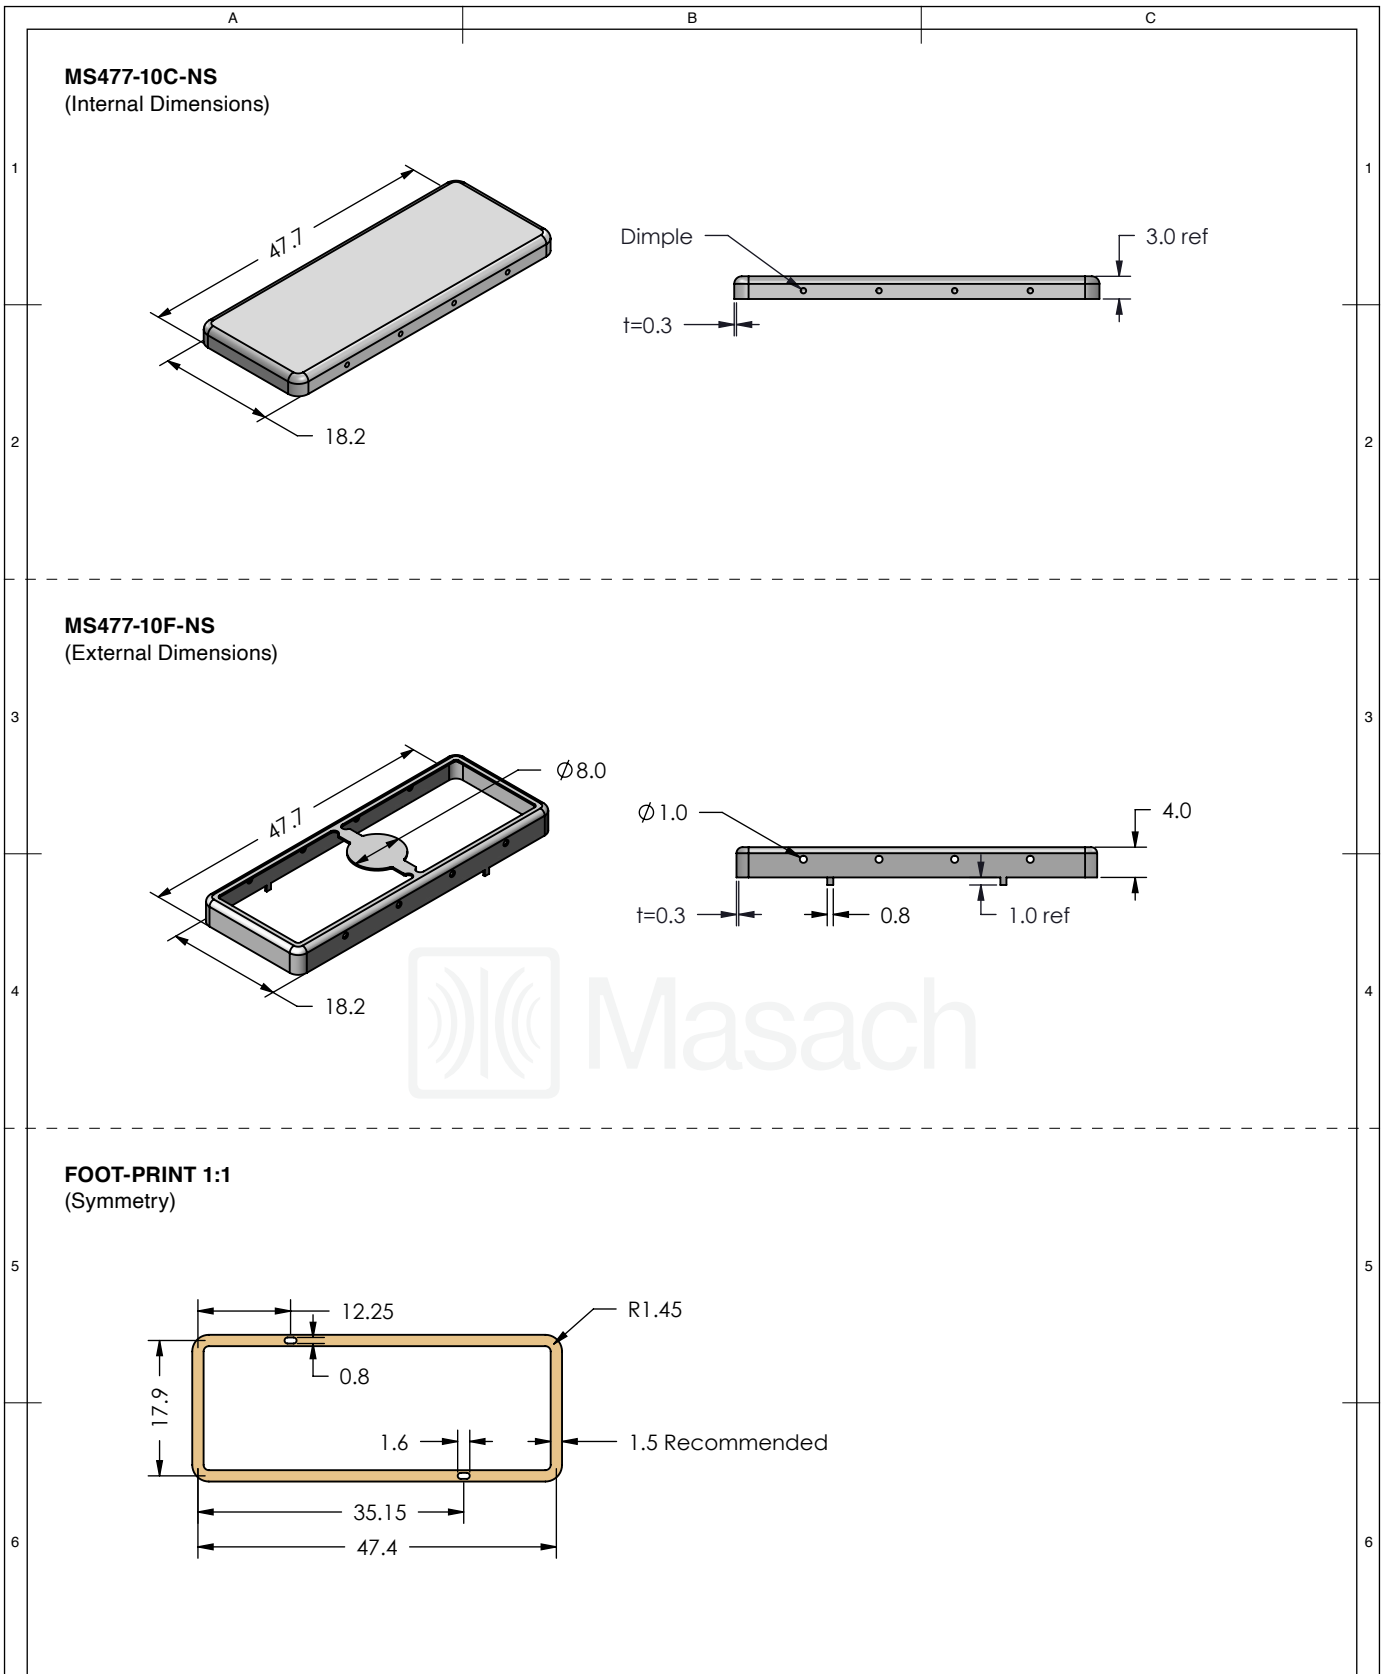 A B C
MS477-10C-NS
(Internal Dimensions)
1 1
47.7
Dimple
3.0 ref
t=0.3
18.2
2 2
MS477-10F-NS
(External Dimensions)
3 3
47.7
Ø8.0
Ø1.0
4.0
t=0.3
0.8
1.0 ref
18.2
4 4
Masach
FOOT-PRINT 1:1
(Symmetry)
5 5
12.25
R1.45
0.8
17.9
1.6
1.5 Recommended
35.15
47.4
6 6